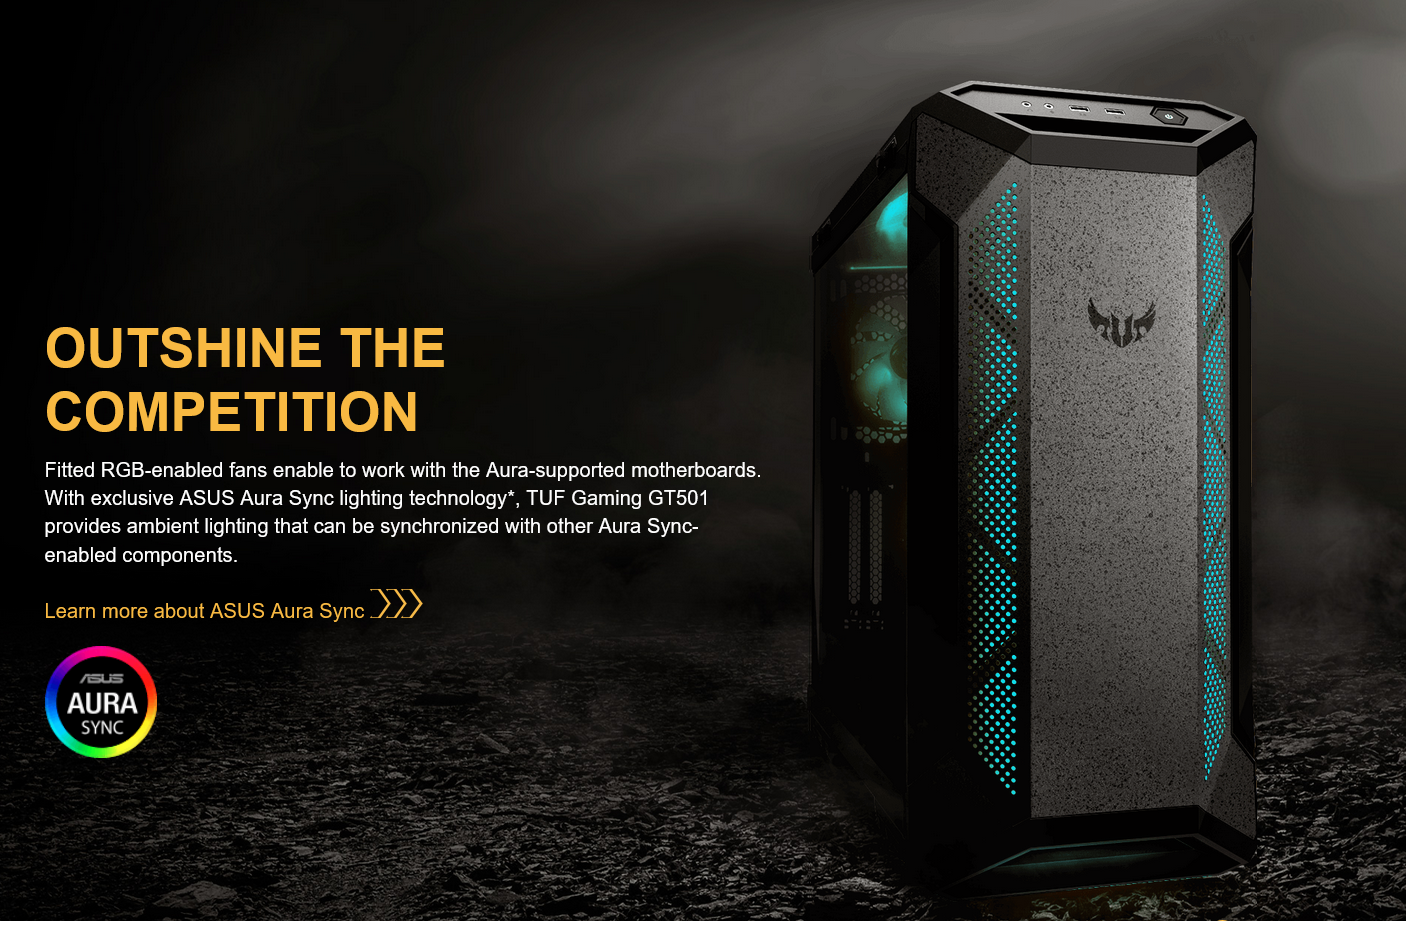 OUTSHINE THE
COMPETITION
Fitted RGB-enabled fans enable to work with the Aura-supported motherboards.
With exclusive ASUS Aura Sync lighting technology*, TUF Gaming GT501
provides ambient lighting that can be synchronized with other Aura Sync-
enabled components.
Learn more about ASUS Aura Sync
ASUS
AURA
SYNC